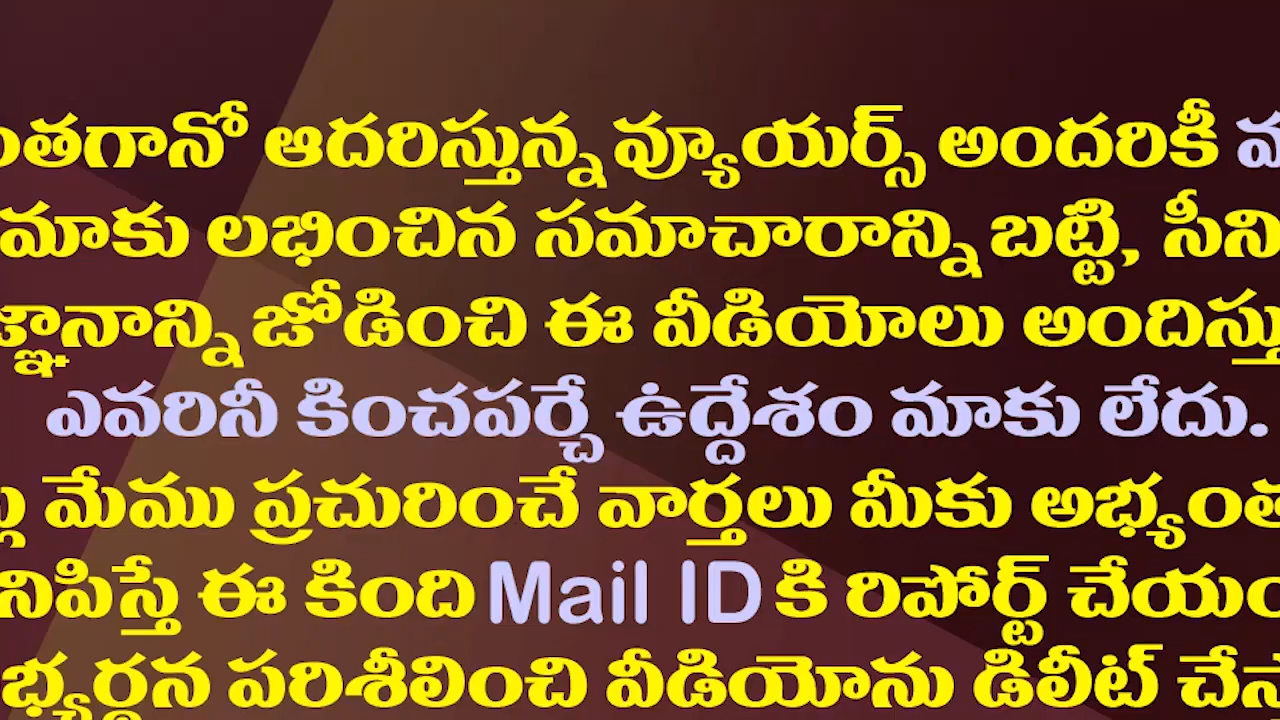 ంతగానో ఆదరిస్తున్న వ్యూయర్స్ అందరికీ
మాకు లభించిన సమాచారాన్ని బట్టి, సీని
జ్ఞానాన్ని జోడించి ఈ వీడియోలు అందిస్తు
ఎవరినీ కించపర్చే ఉద్దేశం మాకు లేదు.
మేము ప్రచురించే వార్తలు మీకు అభ్యంత
నిపిస్తే ఈ కింది Mail ID కి రిపోర్ట్ చేయం
భ్యర్థన పరిశీలించి వీడియోను డిలీట్ చేస